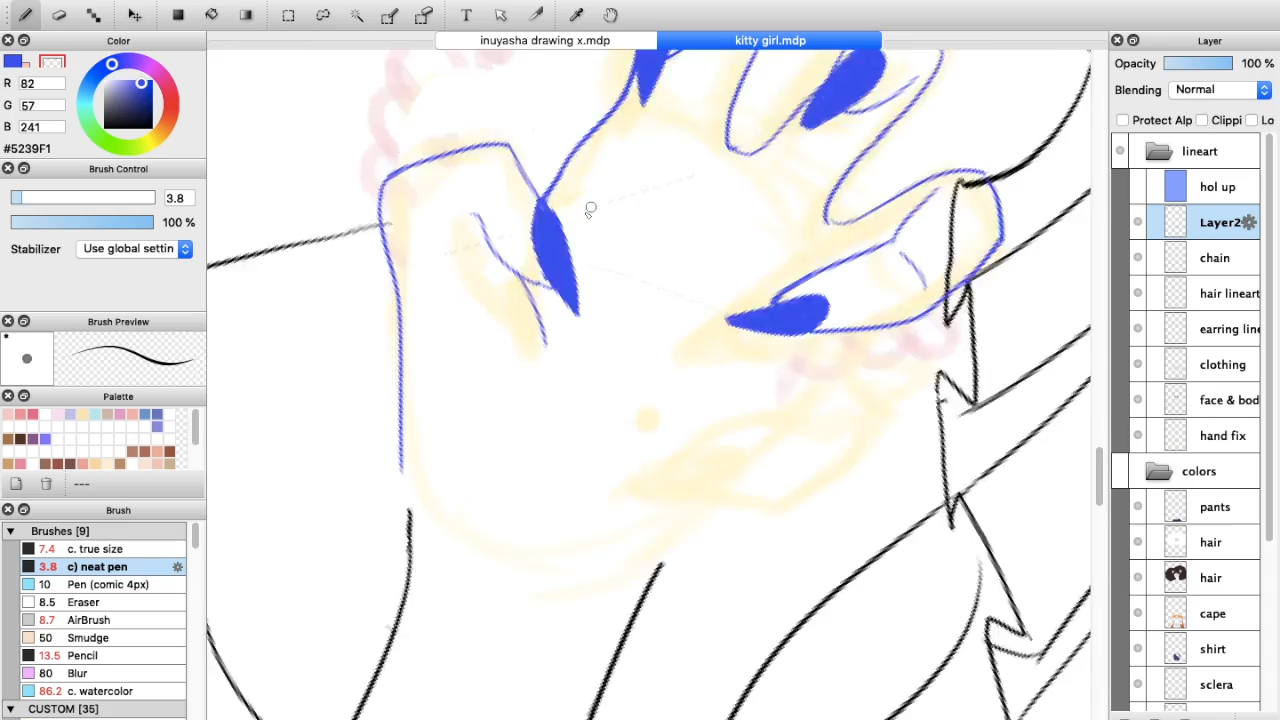 inuyasha drawing x.mdp
kitty girl.mdp
Color
R 82
G 57
B 241
#5239F1
Brush Control
3.8
100 %
Stabilizer Use global settin
Brush Preview
Palette
---
Brush
Brushes [9]
7.4 c. true size
3.8 c) neat pen
10 Pen (comic 4px)
8.5 Eraser
8.7 AirBrush
50 Smudge
13.5 Pencil
80 Blur
86.2 c. watercolor
CUSTOM [35]
Layer
Opacity 100 %
Blending Normal
Protect Alp Clippi Lo
lineart
hol up
Layer2
chain
hair lineart
earring line
clothing
face & bod
hand fix
colors
pants
hair
hair
cape
shirt
sclera